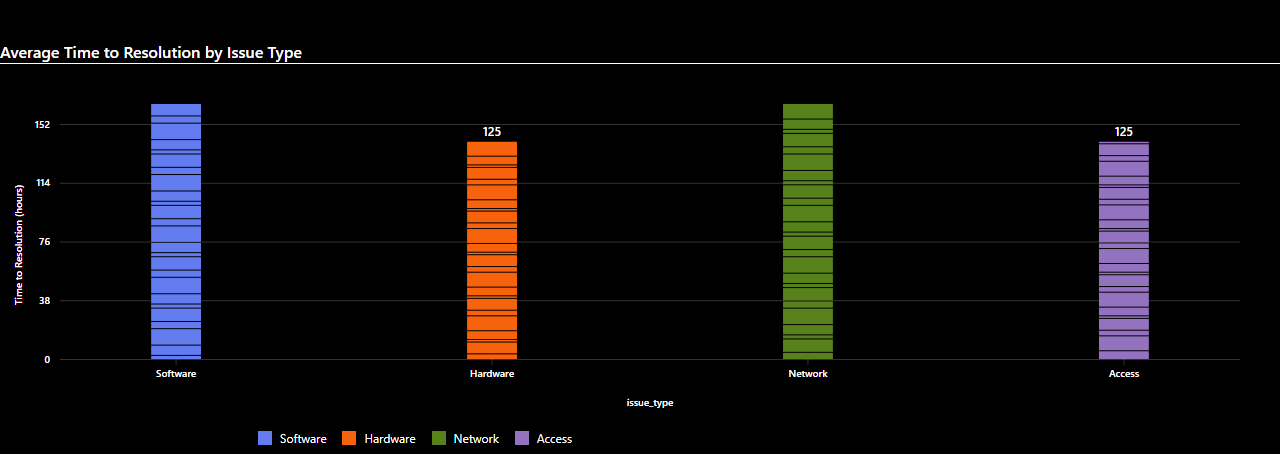 Average Time to Resolution by Issue Type
152
114
76
38
0
Time to Resolution (hours)
125
125
Software
Hardware
Network
Access
issue_type
Software
Hardware
Network
Access